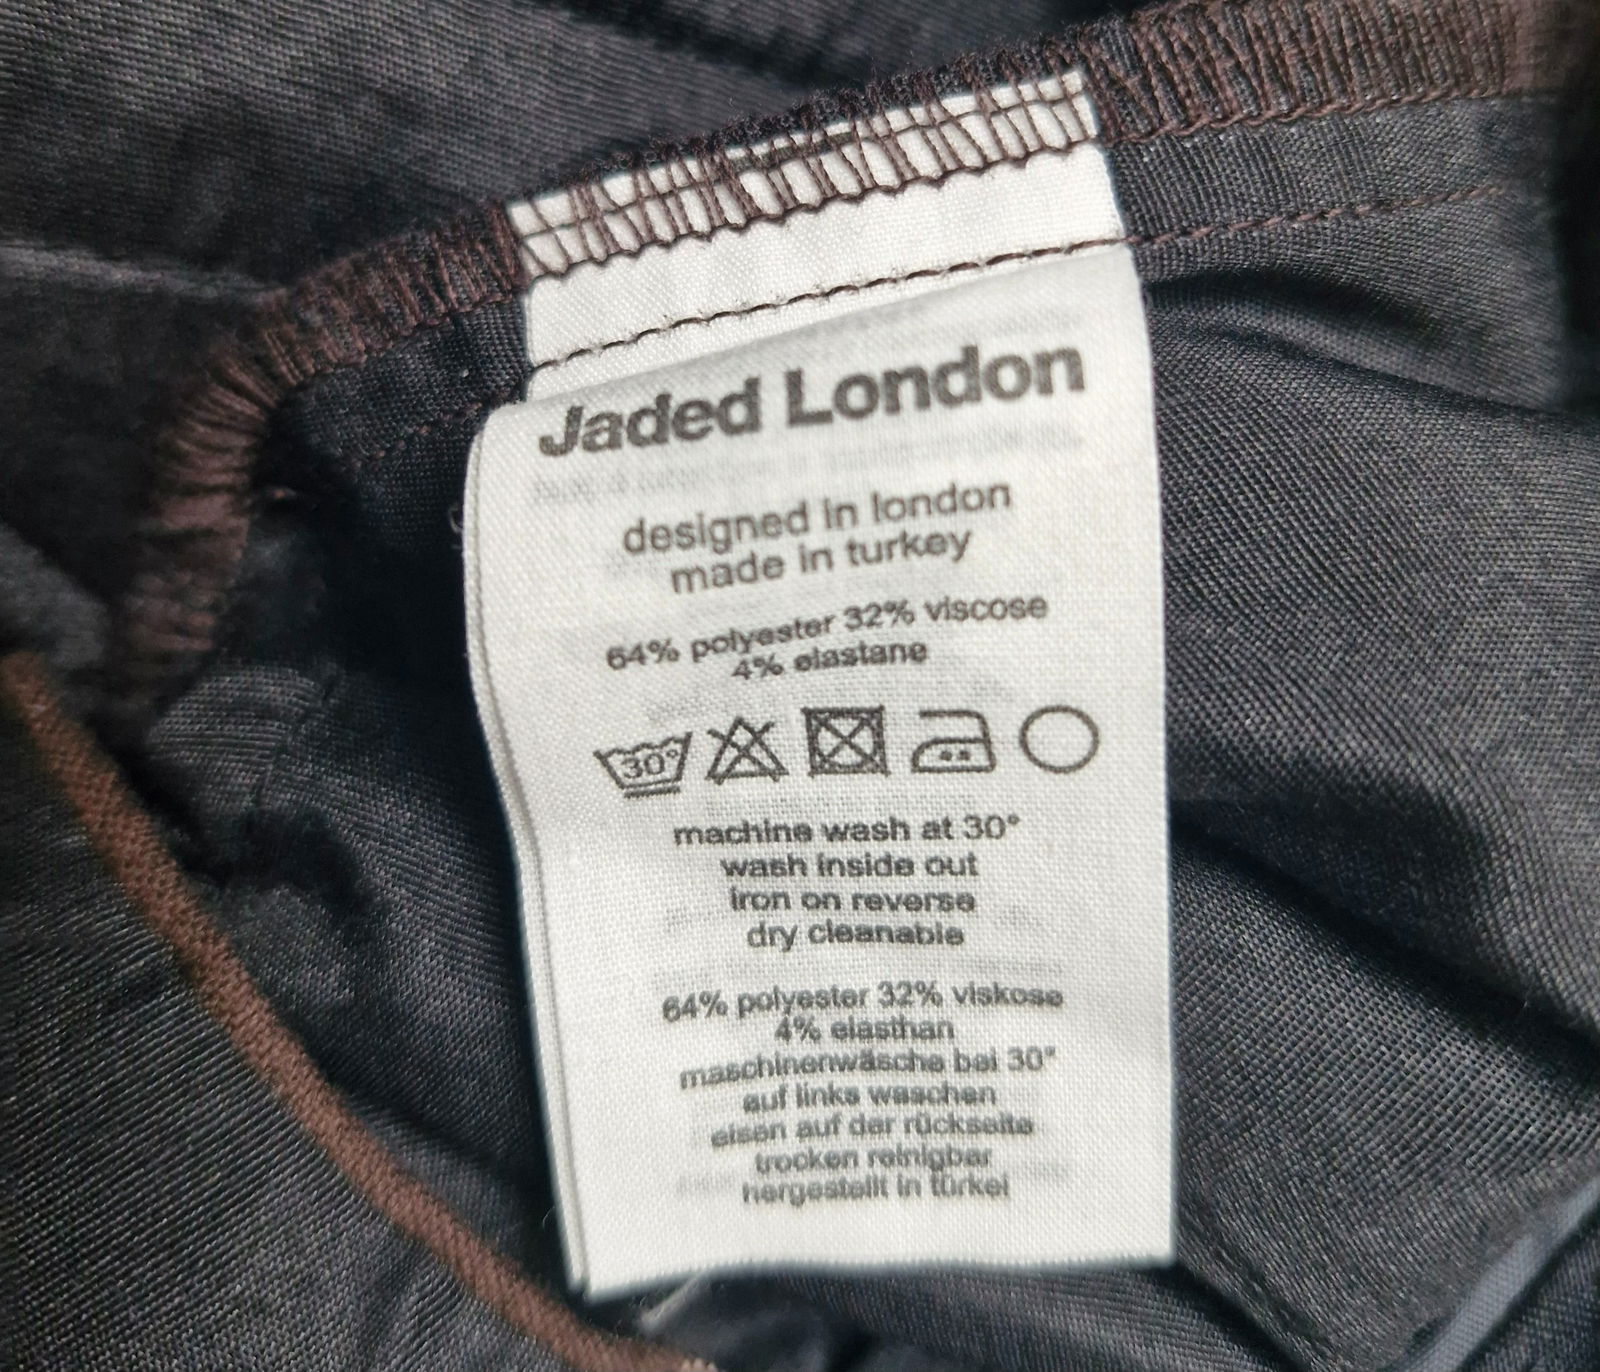 Jaded London
designed in london
made in turkey
64% polyester 32% viscose
4% elastane
30°
machine wash at 30°
wash inside out
iron on reverse
dry cleanable
64% polyester 32% viskose
4% elasthan
maschinenwäsche bei 30°
auf links waschen
eisen auf der rückseite
trocken reinigbar
hergestellt in türkei